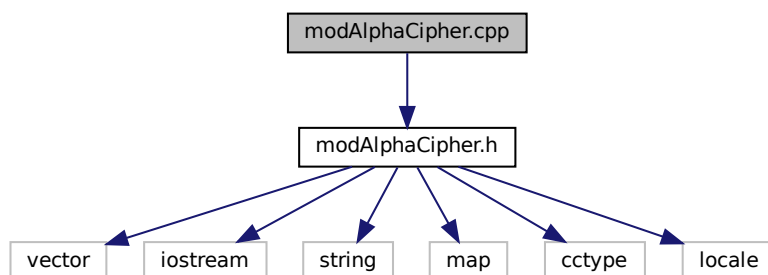 modAlphaCipher.cpp
modAlphaCipher.h
vector iostream string map cctype locale